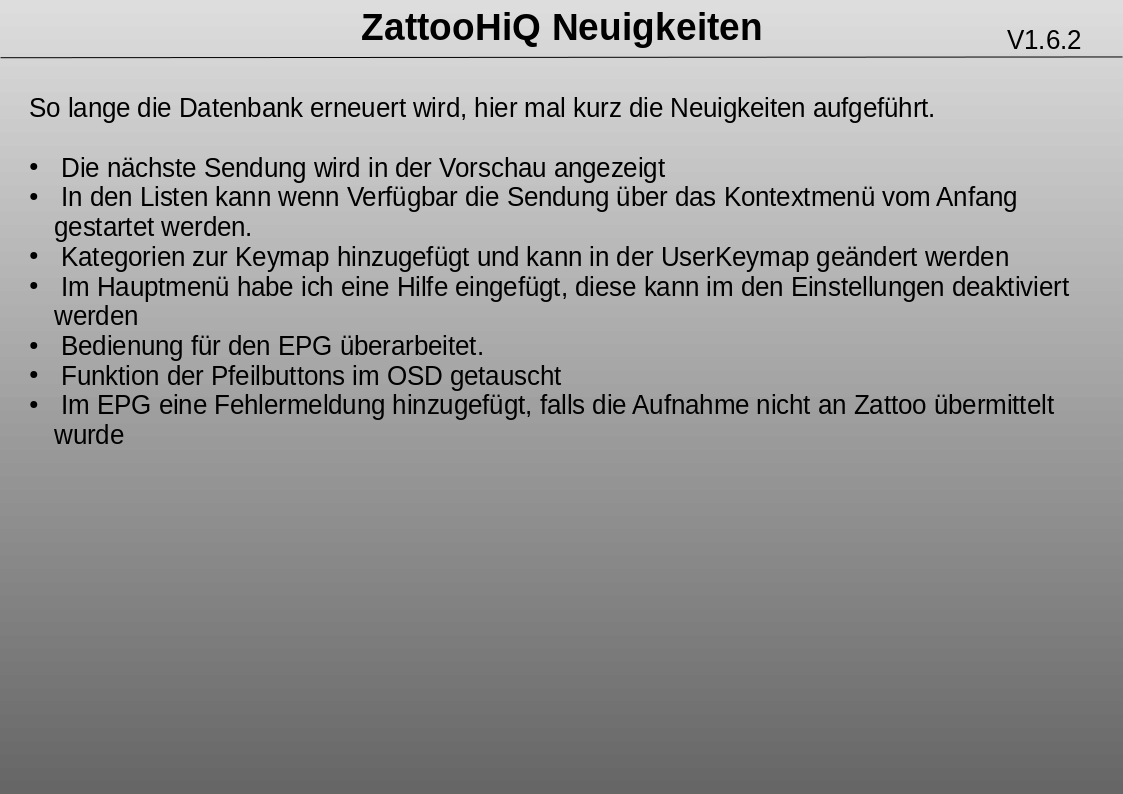 ZattooHiQ Neuigkeiten
V1.6.2
So lange die Datenbank erneuert wird, hier mal kurz die Neuigkeiten aufgeführt.
• Die nächste Sendung wird in der Vorschau angezeigt
• In den Listen kann wenn Verfügbar die Sendung über das Kontextmenü vom Anfang
gestartet werden.
• Kategorien zur Keymap hinzugefügt und kann in der UserKeymap geändert werden
• Im Hauptmenü habe ich eine Hilfe eingefügt, diese kann im den Einstellungen deaktiviert
werden
• Bedienung für den EPG überarbeitet.
• Funktion der Pfeilbuttons im OSD getauscht
• Im EPG eine Fehlermeldung hinzugefügt, falls die Aufnahme nicht an Zattoo übermittelt
wurde